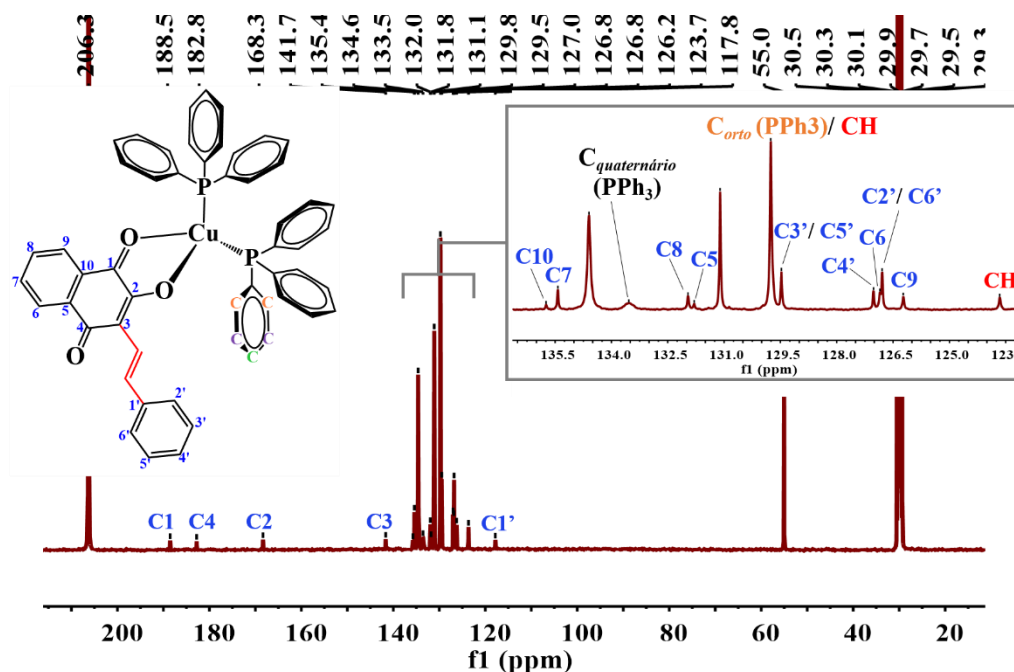 206.3 188.5 182.8 168.3 141.7 135.4 134.6 133.5 132.0 131.8 131.1 129.8 129.5 127.0 126.8 126.8 126.2 123.7 117.8 55.0 30.5 30.3 30.1 29.9 29.7 29.5 29.3
C_orto (PPh3)/ CH
C_quaternário
(PPh3)
C2'/ C6'
C3'/ C5'
C6
C10
C7
C8
C5
C4'
C9
CH
135.5 134.0 132.5 131.0 129.5 128.0 126.5 125.0 123
f1 (ppm)
P
Cu
P
O
O
O
9
8
1
10
7
2
5
6
4
3
C
C
C
C
C
1'
2'
3'
6'
5'
4'
C1 C4 C2 C3 C1’
200 180 160 140 120 100 80 60 40 20
f1 (ppm)